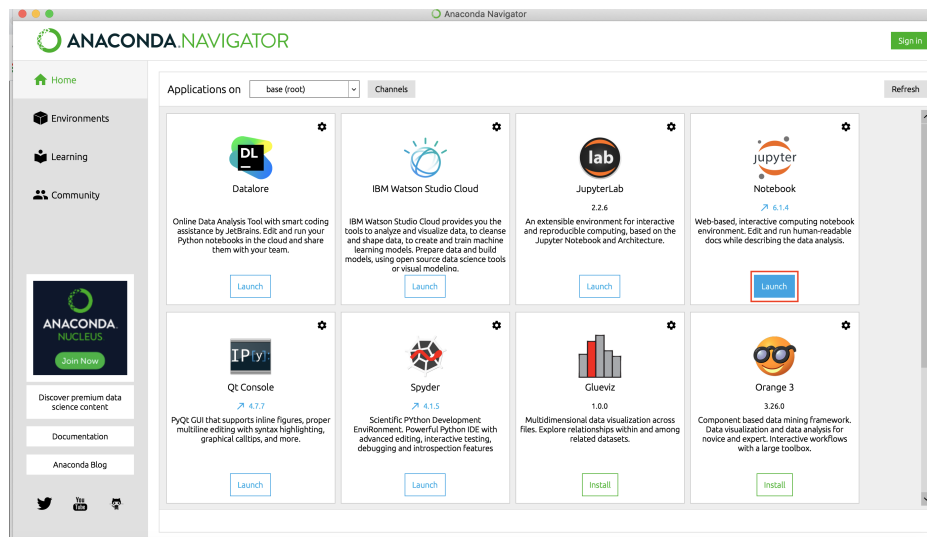 Anaconda Navigator
ANACONDA.NAVIGATOR
Sign in
Home
Environments
Learning
Community
ANACONDA.
NUCLEUS
Join Now
Discover premium data
science content
Documentation
Anaconda Blog
You
Tube
Applications on
base (root)
Channels
Refresh
DL
Datalore
Online Data Analysis Tool with smart coding
assistance by JetBrains. Edit and run your
Python notebooks in the cloud and share
them with your team.
Launch
IBM Watson Studio Cloud
IBM Watson Studio Cloud provides you the
tools to analyze and visualize data, to cleanse
and shape data, to create and train machine
learning models. Prepare data and build
models, using open source data science tools
or visual modeling.
Launch
lab
JupyterLab
2.2.6
An extensible environment for interactive
and reproducible computing, based on the
Jupyter Notebook and Architecture.
Launch
jupyter
Notebook
6.1.4
Web-based, interactive computing notebook
environment. Edit and run human-readable
docs while describing the data analysis.
Launch
IP[y]:
Qt Console
4.7.7
PyQt GUI that supports inline figures, proper
multiline editing with syntax highlighting,
graphical calltips, and more.
Launch
Spyder
4.1.5
Scientific PYthon Development
EnviRonment. Powerful Python IDE with
advanced editing, interactive testing,
debugging and introspection features
Launch
Glueviz
1.0.0
Multidimensional data visualization across
files. Explore relationships within and among
related datasets.
Install
Orange 3
3.26.0
Component based data mining framework.
Data visualization and data analysis for
novice and expert. Interactive workflows
with a large toolbox.
Install